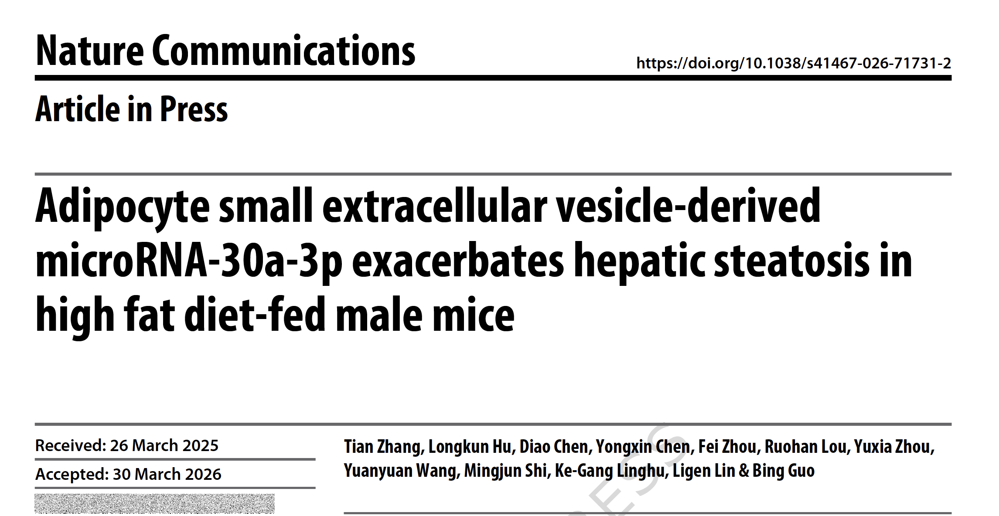 Nature Communications
https://doi.org/10.1038/s41467-026-71731-2
Article in Press
Adipocyte small extracellular vesicle-derived
microRNA-30a-3p exacerbates hepatic steatosis in
high fat diet-fed male mice
Received: 26 March 2025
Accepted: 30 March 2026
Tian Zhang, Longkun Hu, Diao Chen, Yongxin Chen, Fei Zhou, Ruohan Lou, Yuxia Zhou,
Yuanyuan Wang, Mingjun Shi, Ke-Gang Linghu, Ligen Lin & Bing Guo